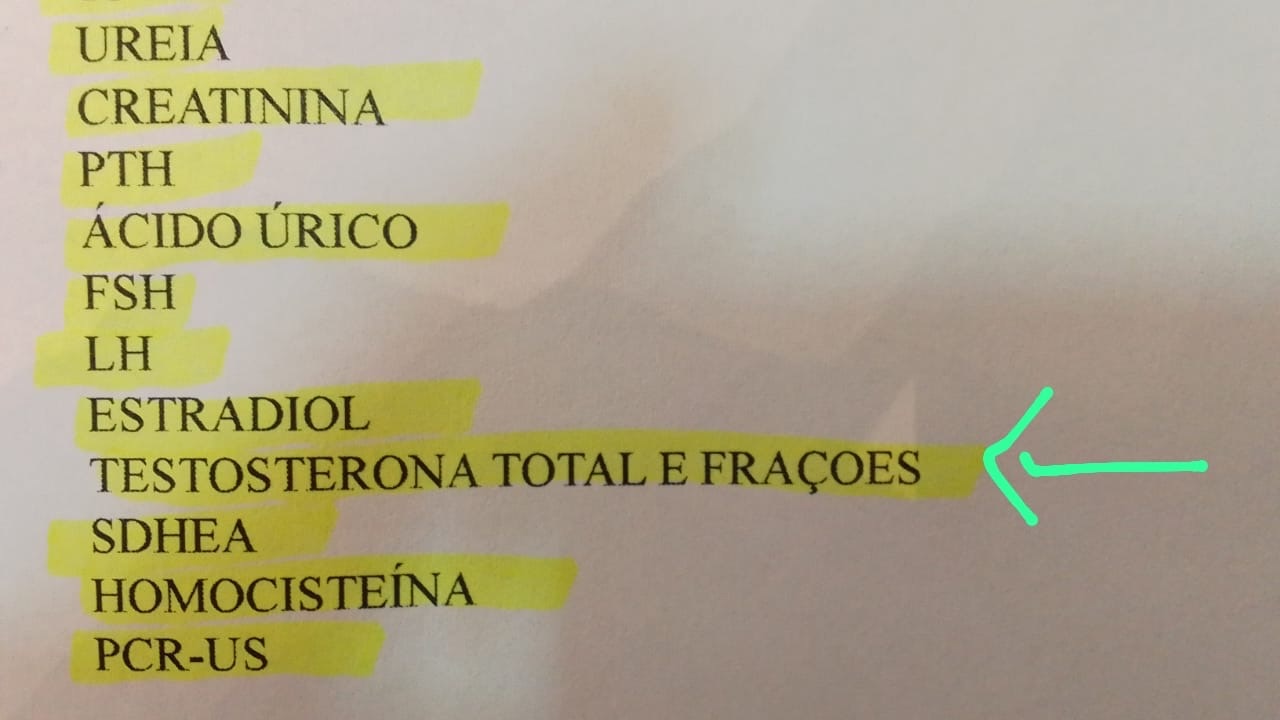 UREIA
CREATININA
PTH
ÁCIDO ÚRICO
FSH
LH
ESTRADIOL
TESTOSTERONA TOTAL E FRAÇOES
SDHEA
HOMOCISTEÍNA
PCR-US